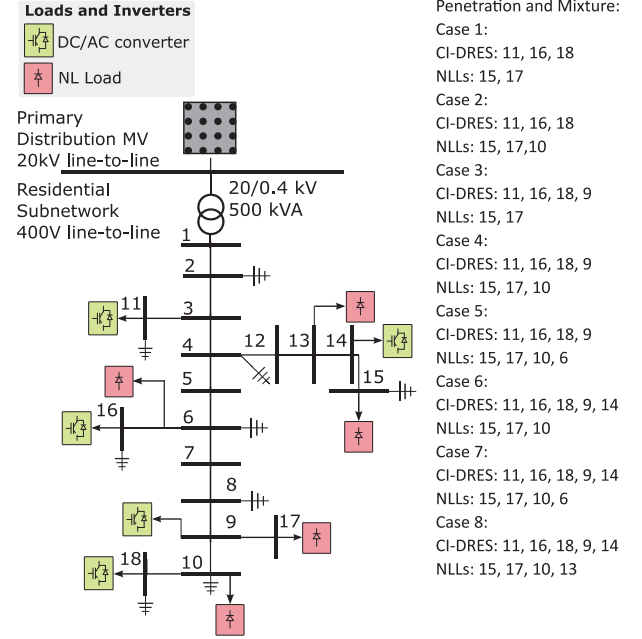 Loads and Inverters
DC/AC converter
NL Load
Primary
Distribution MV
20kV line-to-line
Residential
Subnetwork
400V line-to-line
20/0.4 kV
500 kVA
1
2
3
4
5
6
7
8
9
10
11
12
13
14
15
16
17
18
Penetration and Mixture:
Case 1:
CI-DRES: 11, 16, 18
NLLs: 15, 17
Case 2:
CI-DRES: 11, 16, 18
NLLs: 15, 17,10
Case 3:
CI-DRES: 11, 16, 18, 9
NLLs: 15, 17
Case 4:
CI-DRES: 11, 16, 18, 9
NLLs: 15, 17, 10
Case 5:
CI-DRES: 11, 16, 18, 9
NLLs: 15, 17, 10, 6
Case 6:
CI-DRES: 11, 16, 18, 9, 14
NLLs: 15, 17, 10
Case 7:
CI-DRES: 11, 16, 18, 9, 14
NLLs: 15, 17, 10, 6
Case 8:
CI-DRES: 11, 16, 18, 9, 14
NLLs: 15, 17, 10, 13